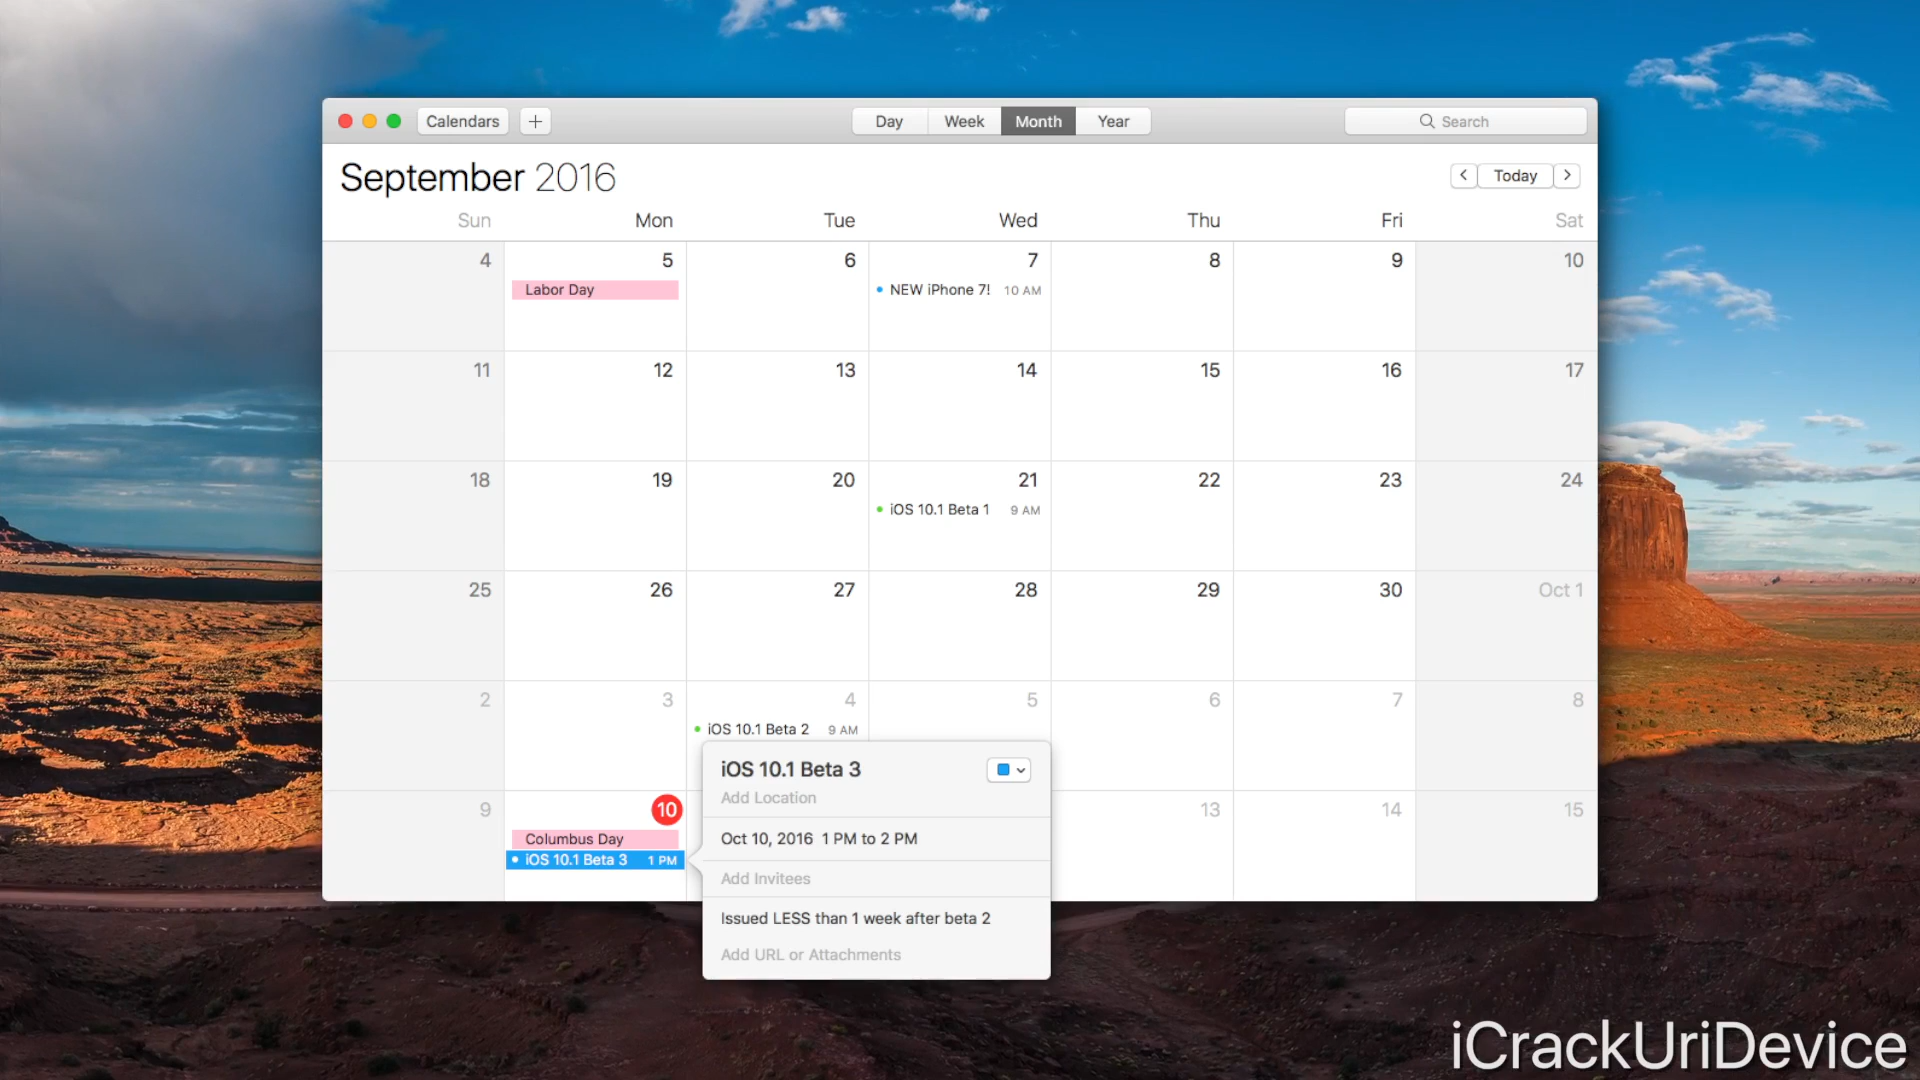 Calendars +
Day Week Month Year
Search
September 2016
Today
Sun Mon Tue Wed Thu Fri Sat
4 5 6 7 8 9 10
Labor Day
NEW iPhone 7! 10 AM
11 12 13 14 15 16 17
18 19 20 21 22 23 24
iOS 10.1 Beta 1 9 AM
25 26 27 28 29 30 Oct 1
2 3 4 5 6 7 8
iOS 10.1 Beta 2 9 AM
9 10 13 14 15
Columbus Day
iOS 10.1 Beta 3 1 PM
iOS 10.1 Beta 3
Add Location
Oct 10, 2016 1 PM to 2 PM
Add Invitees
Issued LESS than 1 week after beta 2
Add URL or Attachments
iCrackUriDevice